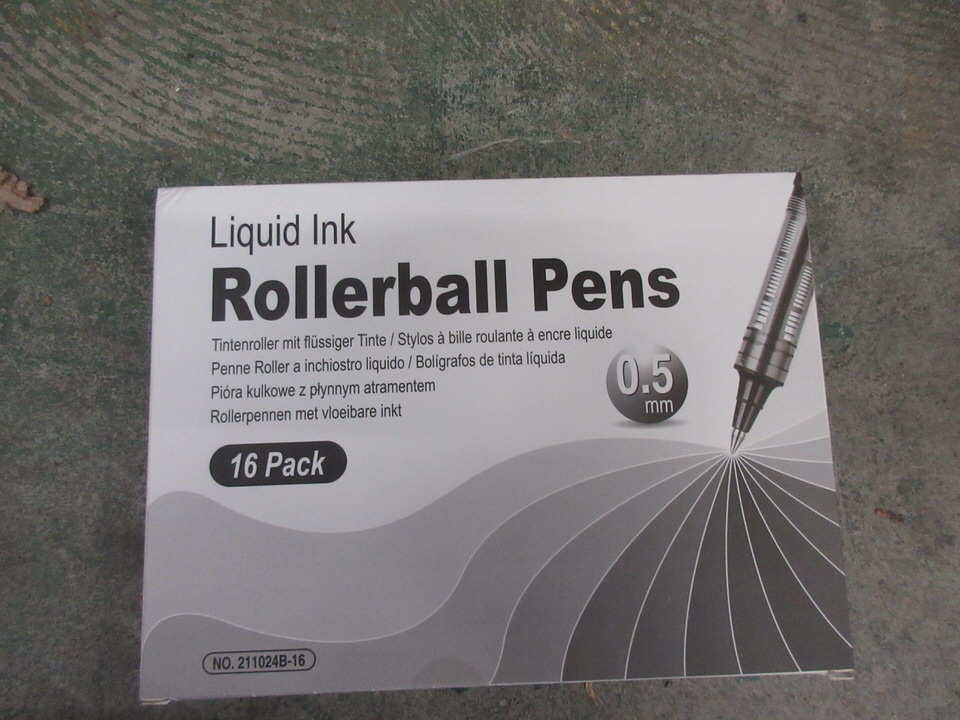 Liquid Ink
Rollerball Pens
Tintenroller mit flüssiger Tinte / Stylos à bille roulante à encre liquide
Penne Roller a inchiostro liquido / Bolígrafos de tinta líquida
Pióra kulkowe z płynnym atramentem
Rollerpennen met vloeibare inkt
0.5
mm
16 Pack
NO. 211024B-16